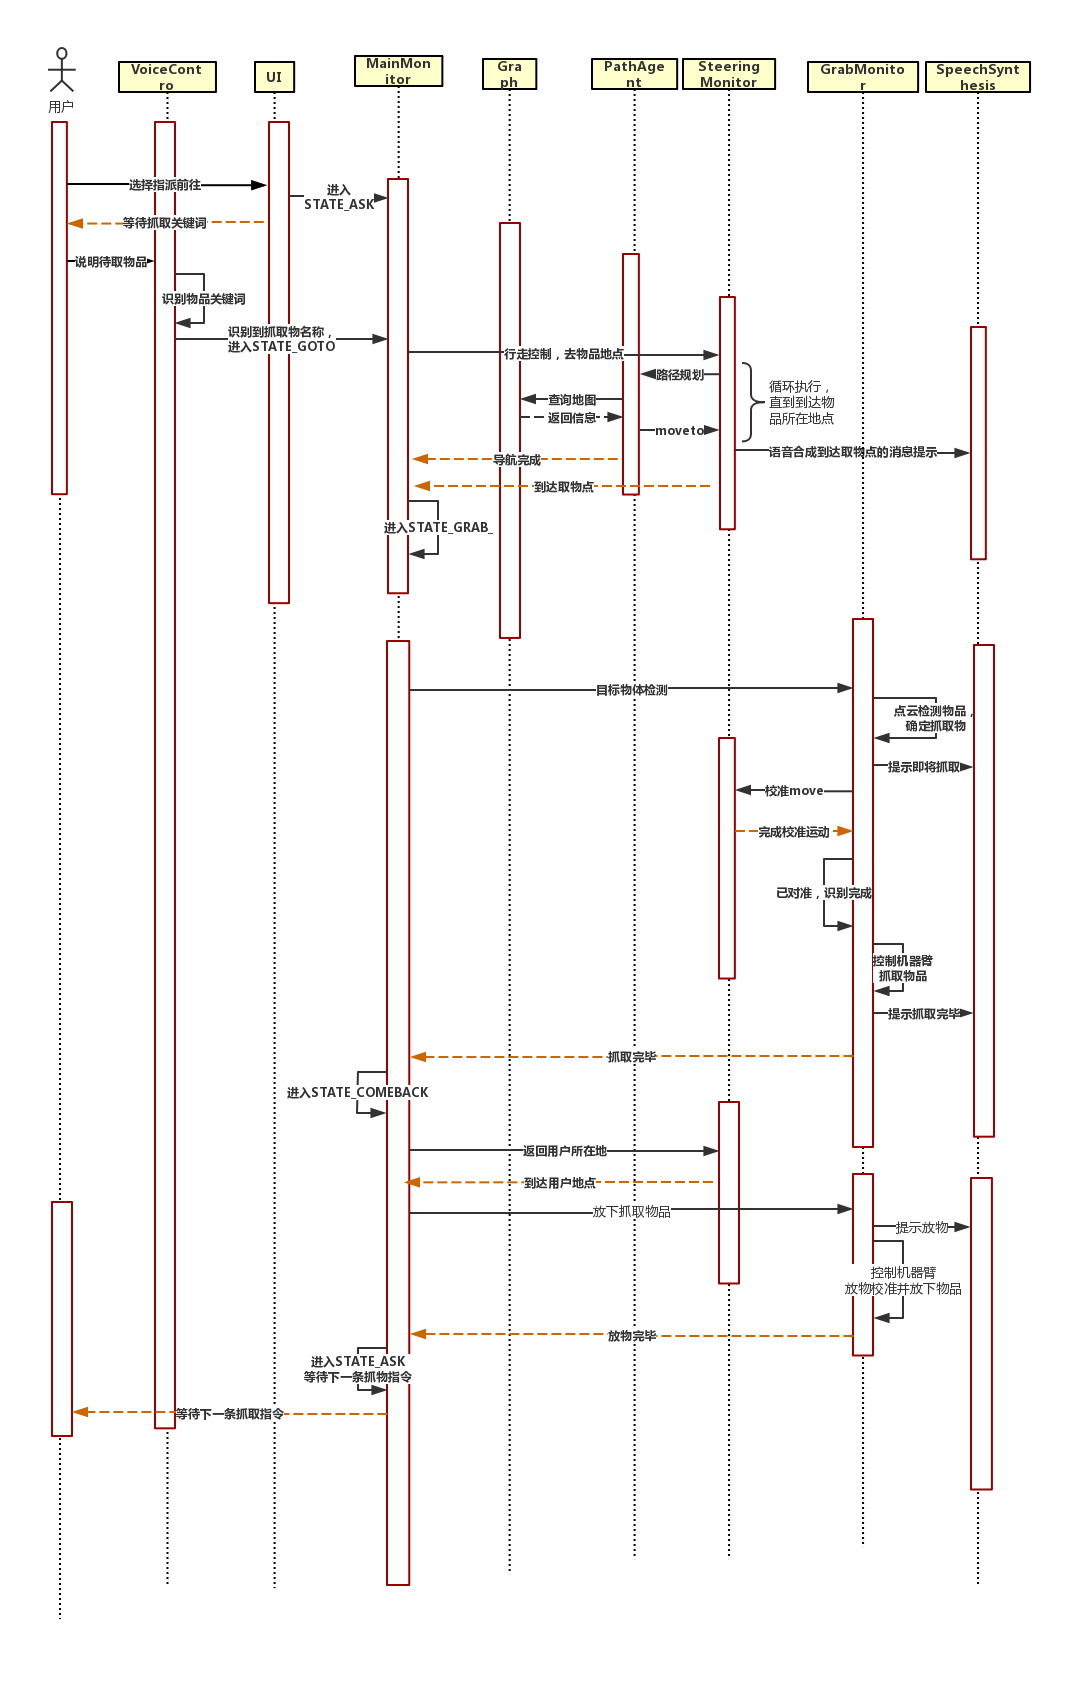 用户
VoiceCont
ro
UI
MainMon
itor
Gra
ph
PathAge
nt
Steering
Monitor
GrabMonito
r
SpeechSynt
hesis
选择指派前往
进入
STATE_ASK
等待抓取关键词
说明待取物品
识别物品关键词
识别到抓取物名称，
进入STATE_GOTO
行走控制，去物品地点
路径规划
循环执行，
直到到达物
品所在地点
查询地图
返回信息
moveto
语音合成到达取物点的消息提示
导航完成
到达取物点
进入STATE_GRAB_
目标物体检测
点云检测物品，
确定抓取物
提示即将抓取
校准move
完成校准运动
已对准，识别完成
控制机器臂
抓取物品
提示抓取完毕
抓取完毕
进入STATE_COMEBACK
返回用户所在地
到达用户地点
放下抓取物品
提示放物
控制机器臂
放物校准并放下物品
放物完毕
进入STATE_ASK
等待下一条抓物指令
等待下一条抓取指令